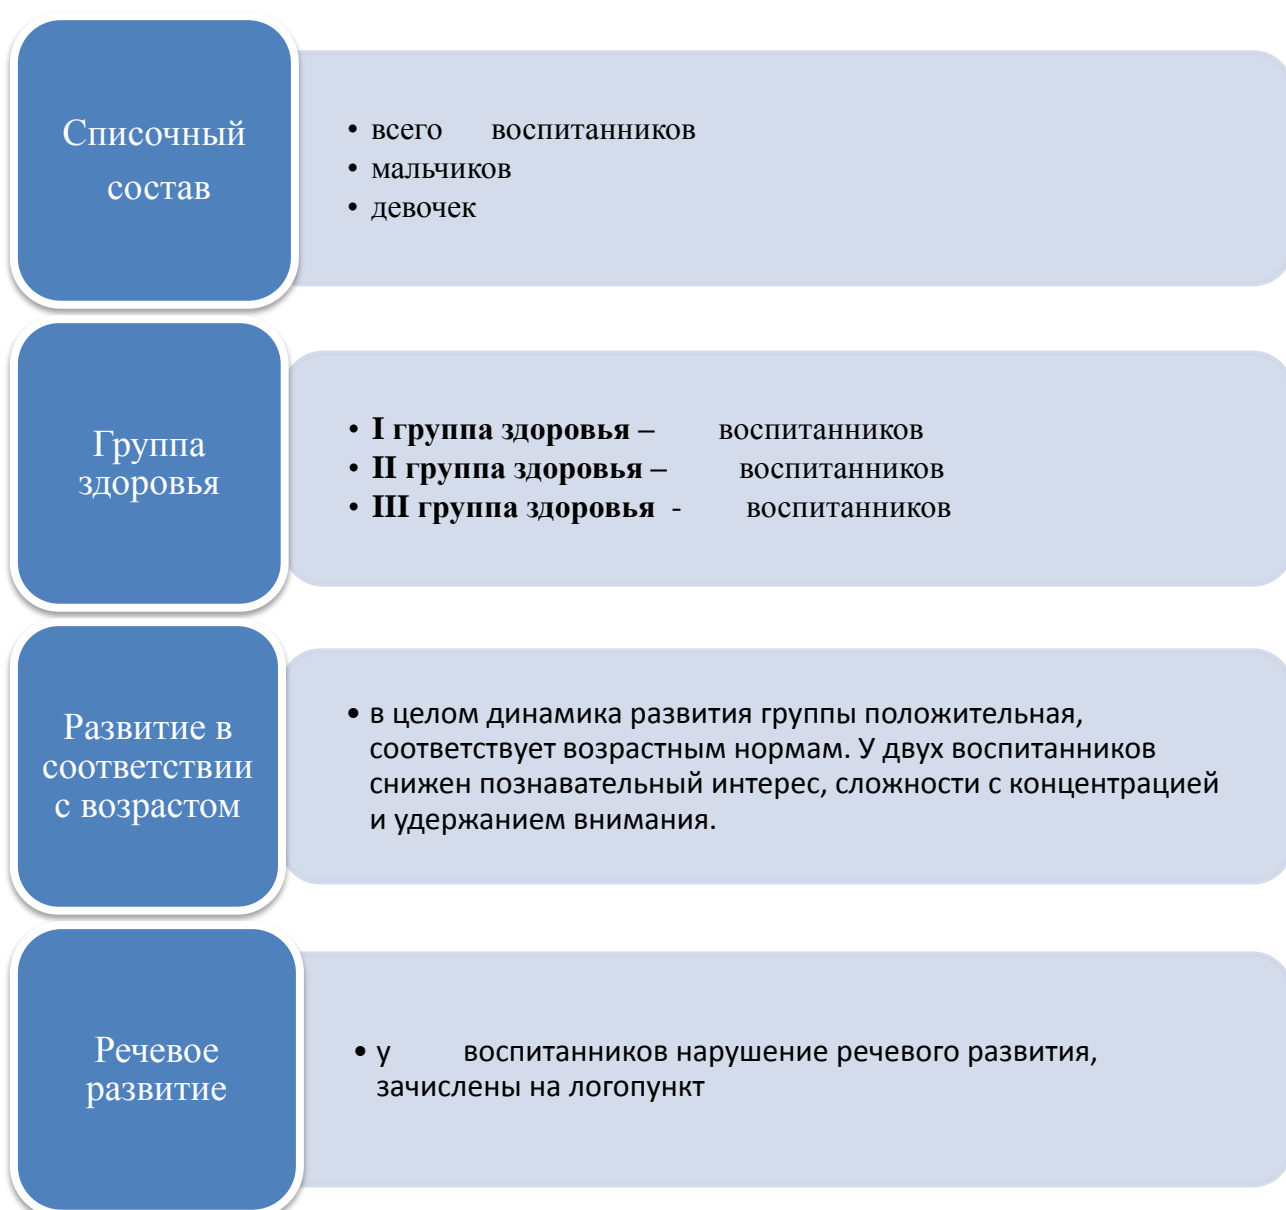 Списочный
состав
• всего воспитанников
• мальчиков
• девочек
Группа
здоровья
• I группа здоровья – воспитанников
• II группа здоровья – воспитанников
• III группа здоровья - воспитанников
Развитие в
соответствии
с возрастом
• в целом динамика развития группы положительная,
соответствует возрастным нормам. У двух воспитанников
снижен познавательный интерес, сложности с концентрацией
и удержанием внимания.
Речевое
развитие
• у воспитанников нарушение речевого развития,
зачислены на логопункт